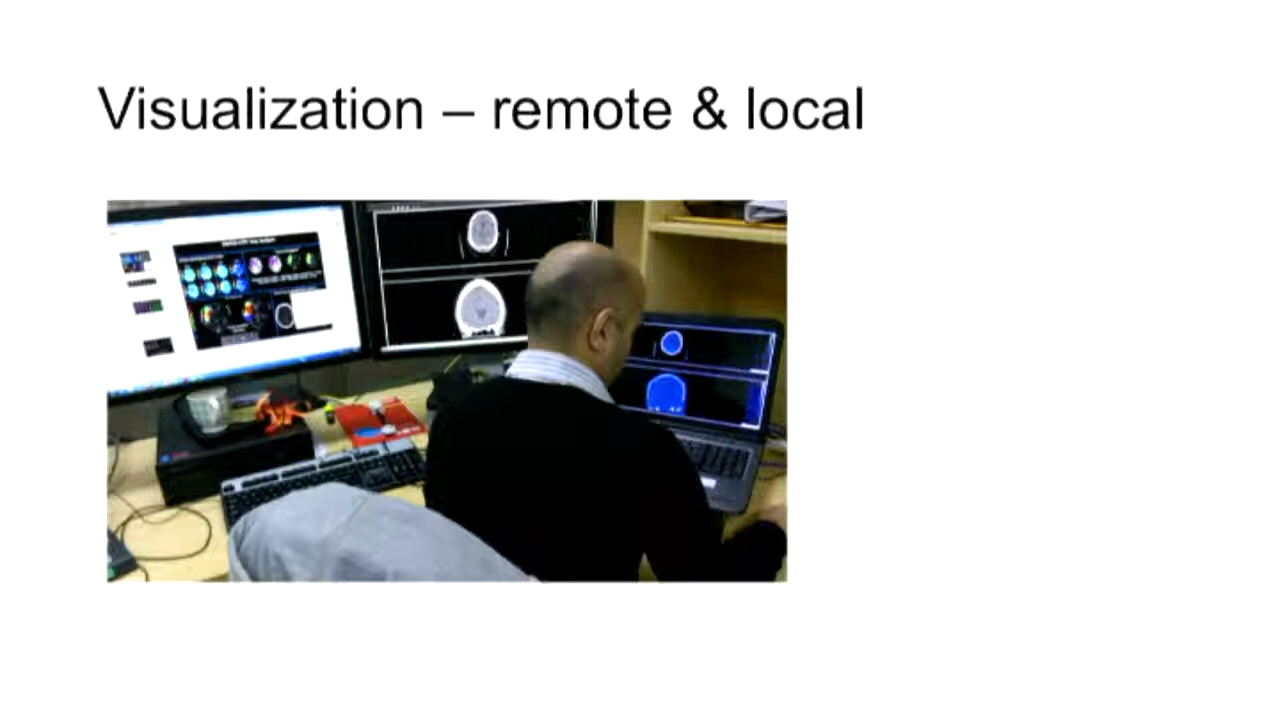 Visualization – remote & local